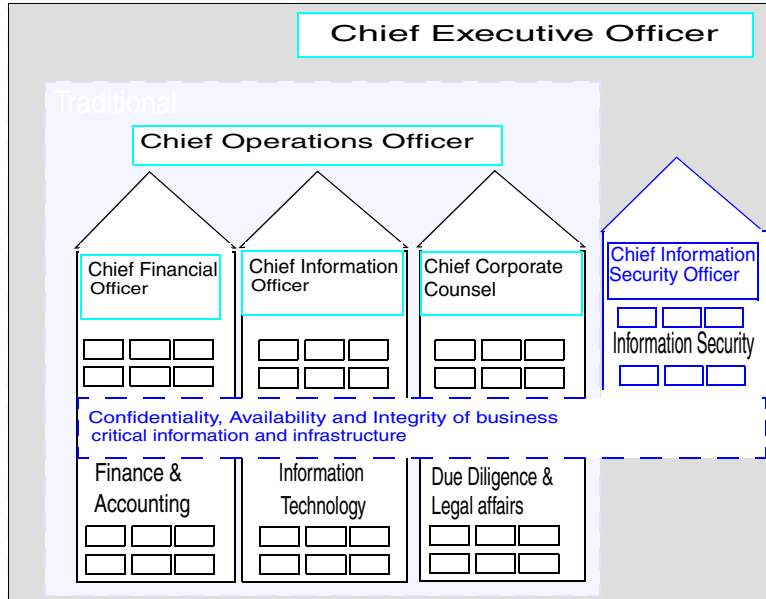 Chief Executive Officer
Traditional
Chief Operations Officer
Chief Financial
Officer
Chief Information
Officer
Chief Corporate
Counsel
Chief Information
Security Officer
Information Security
Confidentiality, Availability and Integrity of business
critical information and infrastructure
Finance &
Accounting
Information
Technology
Due Diligence &
Legal affairs